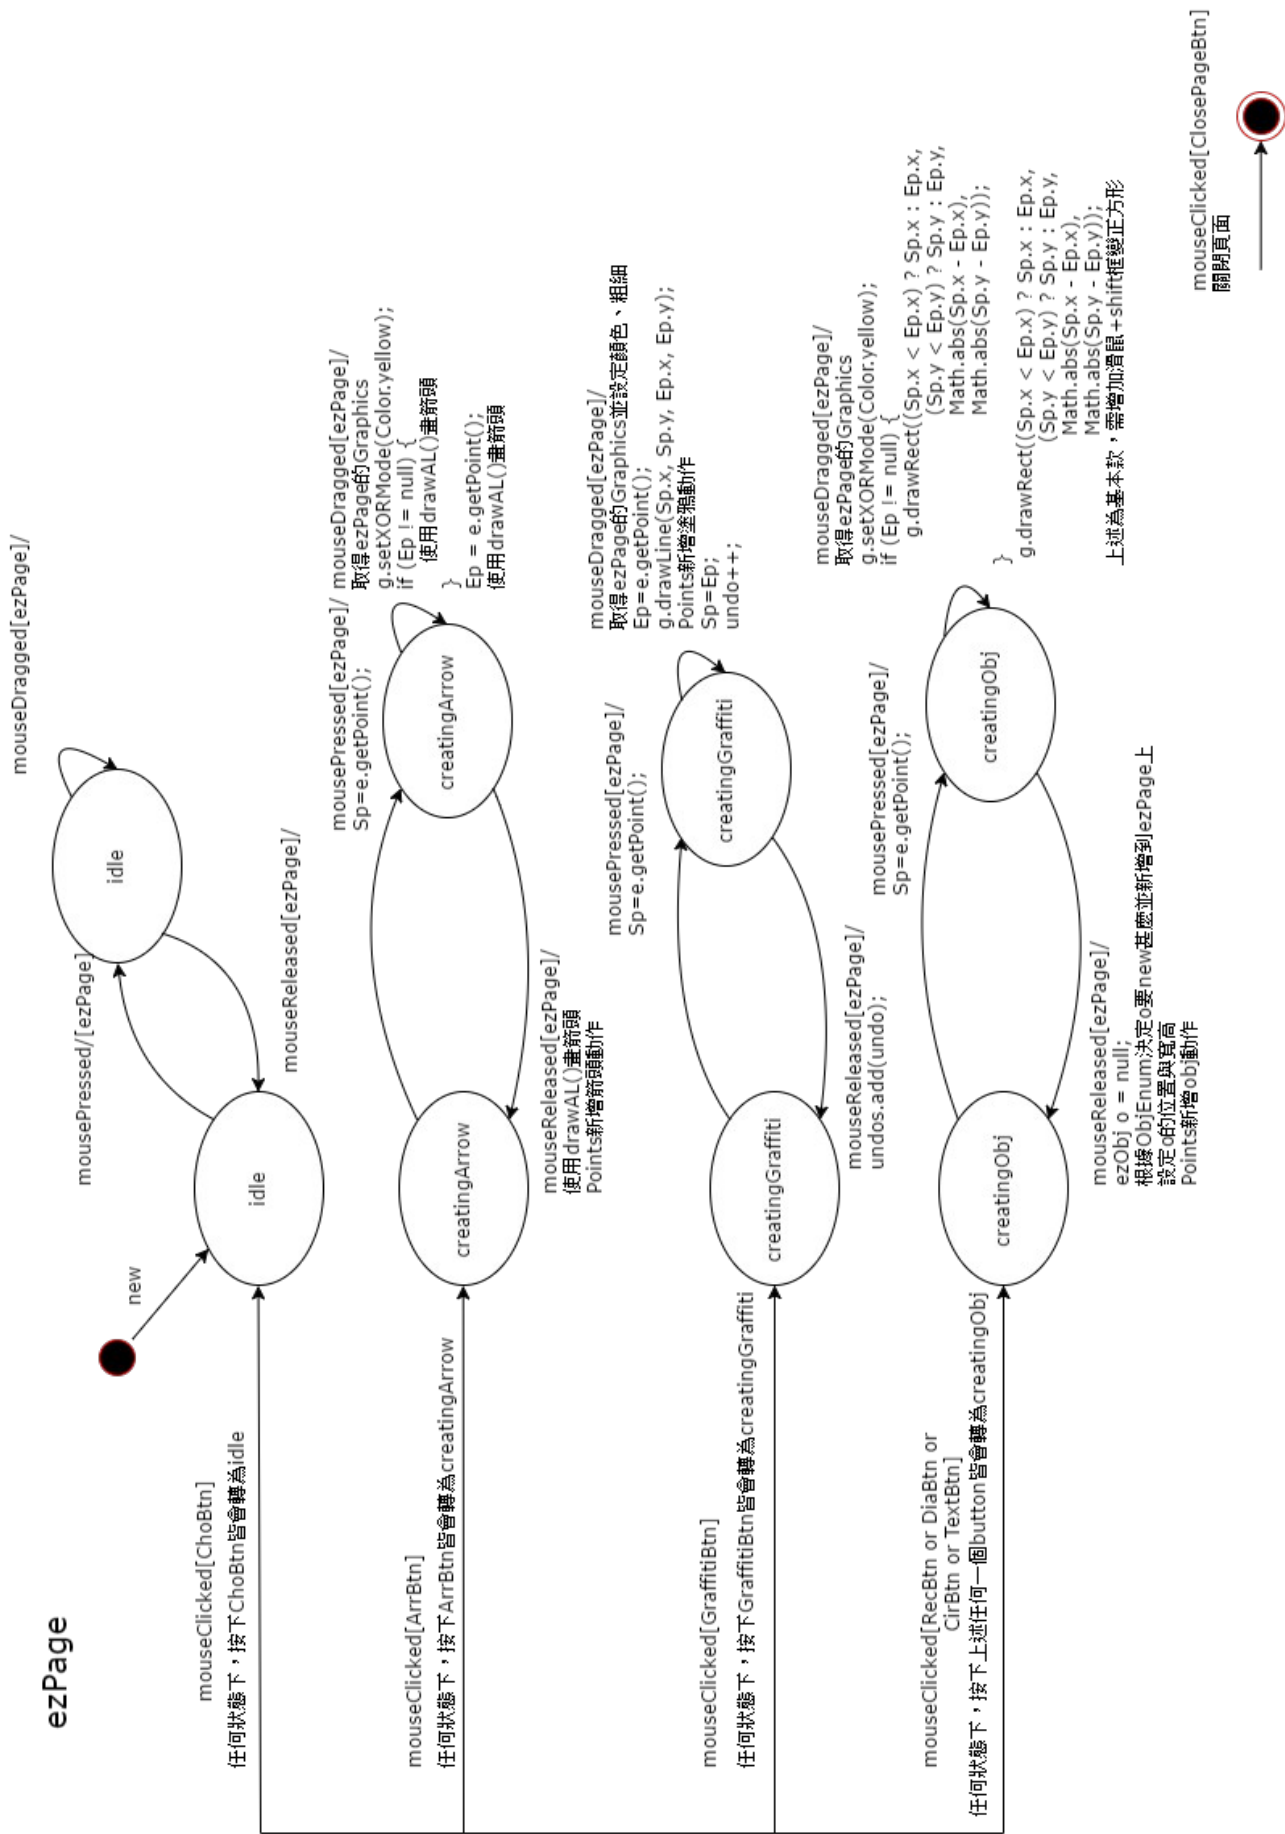 ezPage
new
mouseClicked[ChoBtn]
任何狀態下，按下ChoBtn皆會轉為idle
idle
mousePressed/[ezPage]
idle
mouseDragged[ezPage]/
mouseReleased[ezPage]/
mouseClicked[ArrBtn]
任何狀態下，按下ArrBtn皆會轉為creatingArrow
creatingArrow
mousePressed[ezPage]/
Sp=e.getPoint();
creatingArrow
mouseDragged[ezPage]/
取得ezPage的Graphics
g.setXORMode(Color.yellow);
if (Ep != null) {
使用drawAL()畫箭頭
}
Ep = e.getPoint();
使用drawAL()畫箭頭
mouseReleased[ezPage]/
使用drawAL()畫箭頭
Points新增箭頭動作
mouseClicked[GraffitiBtn]
任何狀態下，按下GraffitiBtn皆會轉為creatingGraffiti
creatingGraffiti
mousePressed[ezPage]/
Sp=e.getPoint();
creatingGraffiti
mouseDragged[ezPage]/
取得ezPage的Graphics並設定顏色、粗細
Ep=e.getPoint();
g.drawLine(Sp.x, Sp.y, Ep.x, Ep.y);
Points新增塗鴉動作
Sp=Ep;
undo++;
mouseReleased[ezPage]/
undos.add(undo);
mouseClicked[RecBtn or DiaBtn or
CirBtn or TextBtn]
任何狀態下，按下上述任何一個button皆會轉為creatingObj
creatingObj
mousePressed[ezPage]/
Sp=e.getPoint();
creatingObj
mouseDragged[ezPage]/
取得ezPage的Graphics
g.setXORMode(Color.yellow);
if (Ep != null) {
g.drawRect((Sp.x < Ep.x) ? Sp.x : Ep.x,
(Sp.y < Ep.y) ? Sp.y : Ep.y,
Math.abs(Sp.x - Ep.x),
Math.abs(Sp.y - Ep.y));
}
g.drawRect((Sp.x < Ep.x) ? Sp.x : Ep.x,
(Sp.y < Ep.y) ? Sp.y : Ep.y,
Math.abs(Sp.x - Ep.x),
Math.abs(Sp.y - Ep.y));
上述為基本款，需增加滑鼠+shift框變正方形
mouseReleased[ezPage]/
ezObj o = null;
根據ObjEnum決定o要new甚麼並新增到ezPage上
設定o的位置與寬高
Points新增obj動作
mouseClicked[ClosePageBtn]
關閉頁面